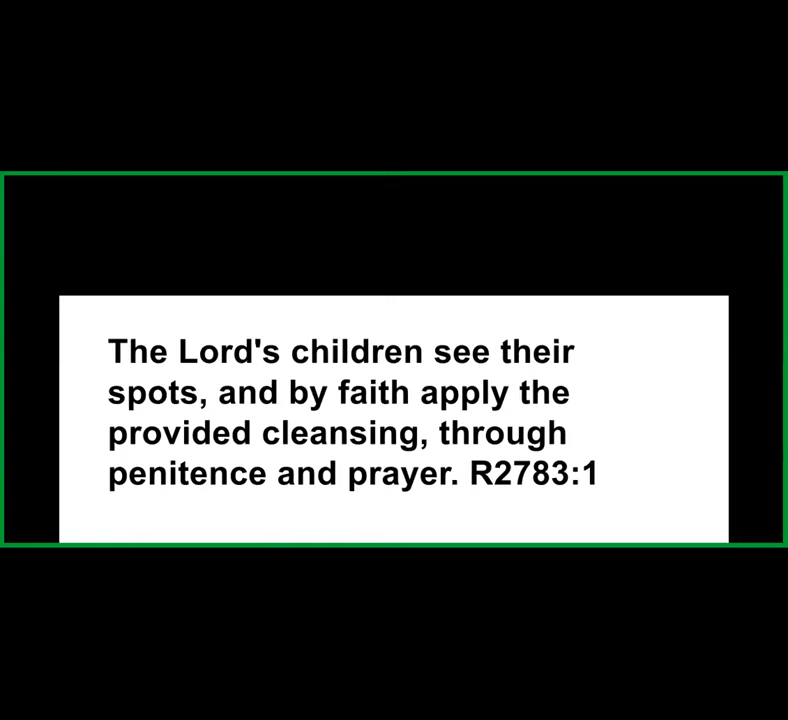 The Lord's children see their
spots, and by faith apply the
provided cleansing, through
penitence and prayer. R2783:1